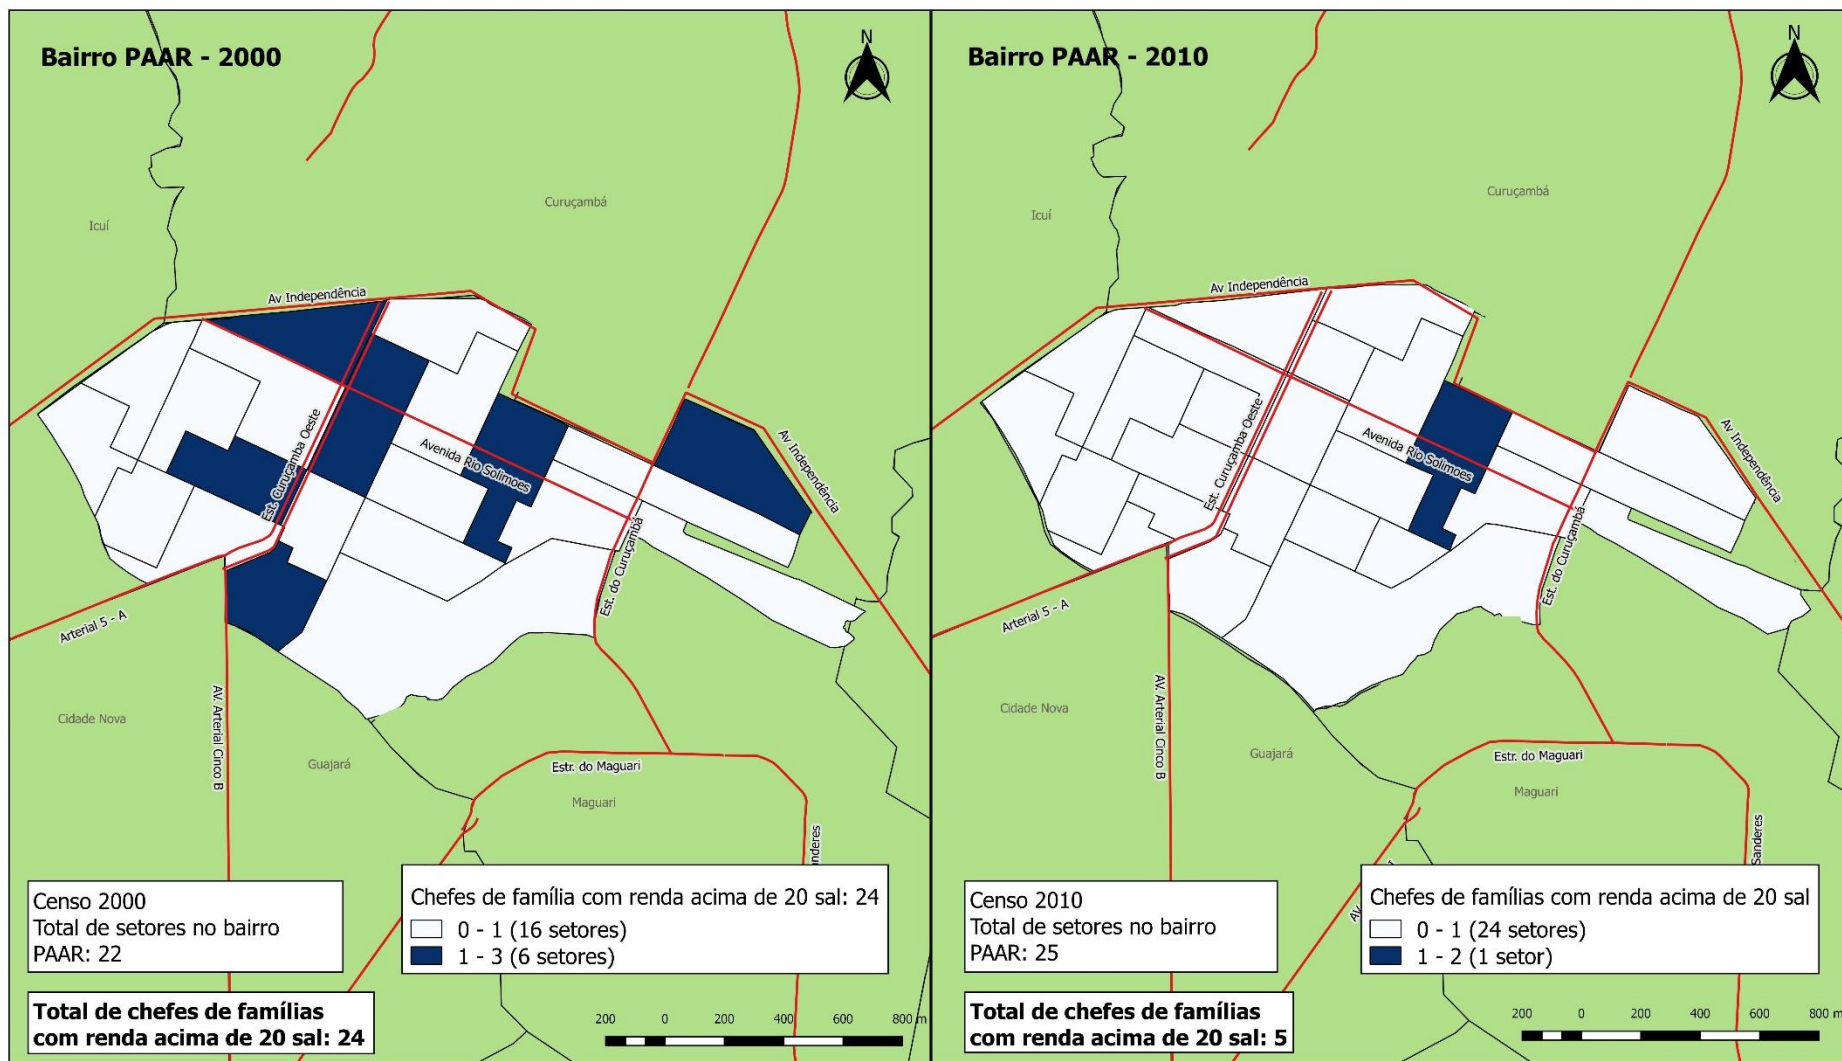 Bairro PAAR - 2000
N
Icuí
Curuçambá
Av Independência
Est. Curuçamba Oeste
Avenida Rio Solimoes
Av Independência
Est. do Curuçambá
Arterial 5 - A
AV. Arterial Cinco B
Cidade Nova
Guajará
Estr. do Maguari
Maguari
anderes
Censo 2000
Total de setores no bairro
PAAR: 22
Chefes de família com renda acima de 20 sal: 24
0 - 1 (16 setores)
1 - 3 (6 setores)
Total de chefes de famílias
com renda acima de 20 sal: 24
200 0 200 400 600 800 m
Bairro PAAR - 2010
N
Icuí
Curuçambá
Av Independência
Est. Curuçamba Oeste
Avenida Rio Solimoes
Av Independência
Est. do Curuçambá
Arterial 5 - A
AV. Arterial Cinco B
Cidade Nova
Guajará
Estr. do Maguari
Maguari
Sanderes
Censo 2010
Total de setores no bairro
PAAR: 25
Chefes de famílias com renda acima de 20 sal
0 - 1 (24 setores)
1 - 2 (1 setor)
Total de chefes de famílias
com renda acima de 20 sal: 5
200 0 200 400 600 800 m